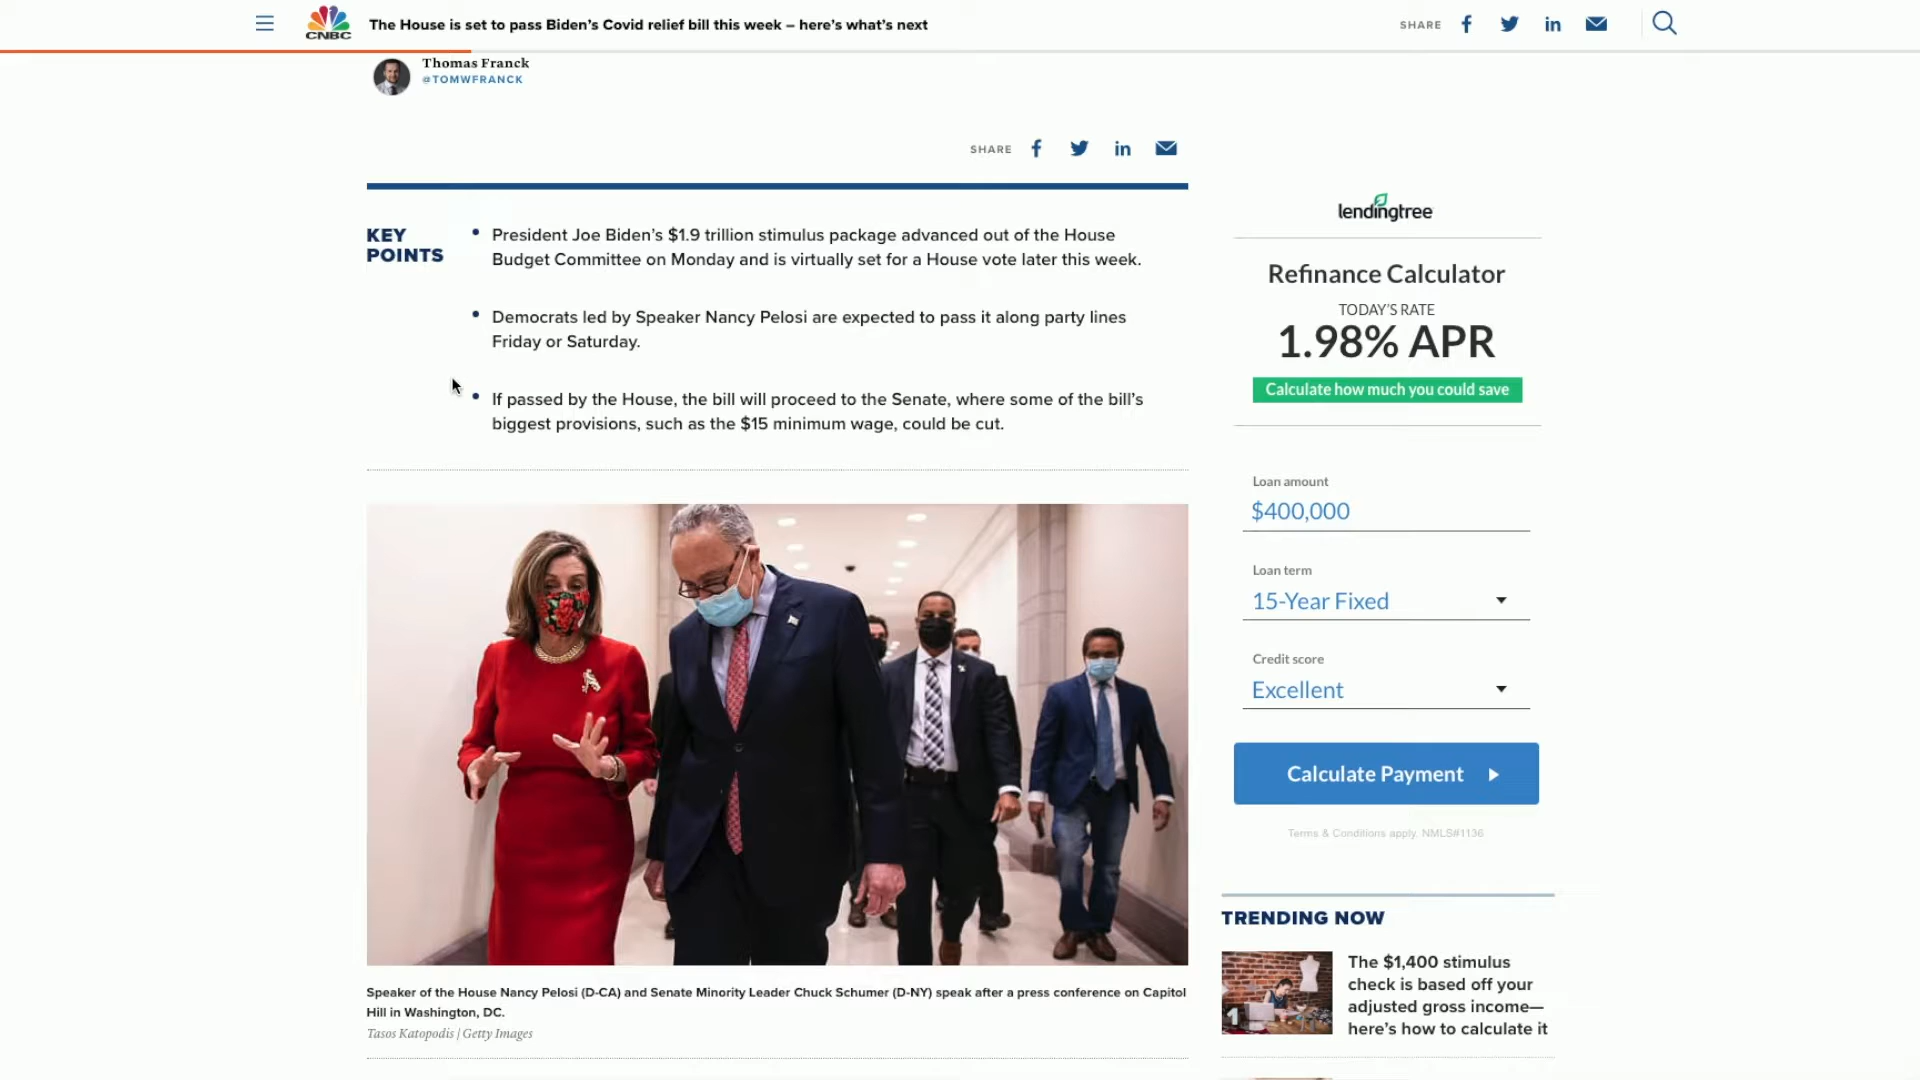 CNBC
The House is set to pass Biden's Covid relief bill this week – here's what's next
SHARE
Thomas Franck
@TOMWFRANCK
SHARE
KEY
POINTS
• President Joe Biden's $1.9 trillion stimulus package advanced out of the House
Budget Committee on Monday and is virtually set for a House vote later this week.
• Democrats led by Speaker Nancy Pelosi are expected to pass it along party lines
Friday or Saturday.
• If passed by the House, the bill will proceed to the Senate, where some of the bill's
biggest provisions, such as the $15 minimum wage, could be cut.
Speaker of the House Nancy Pelosi (D-CA) and Senate Minority Leader Chuck Schumer (D-NY) speak after a press conference on Capitol
Hill in Washington, DC.
Tasos Katopodis | Getty Images
lendingtree
Refinance Calculator
TODAY'S RATE
1.98% APR
Calculate how much you could save
Loan amount
$400,000
Loan term
15-Year Fixed
Credit score
Excellent
Calculate Payment
Terms & Conditions apply. NMLS#1136
TRENDING NOW
1
The $1,400 stimulus
check is based off your
adjusted gross income—
here's how to calculate it